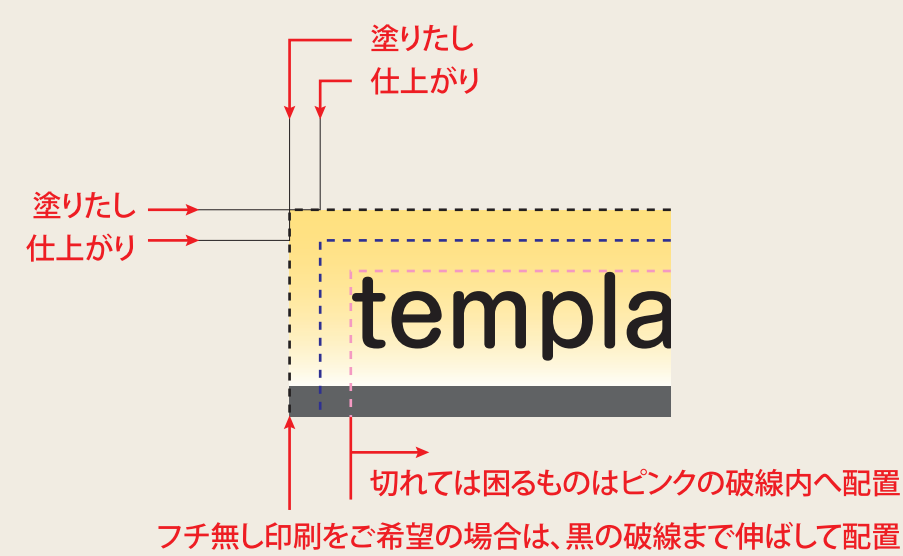 塗りたし
仕上がり
塗りたし
仕上がり
templa
切れては困るものはピンクの破線内へ配置
フチ無し印刷をご希望の場合は、黒の破線まで伸ばして配置